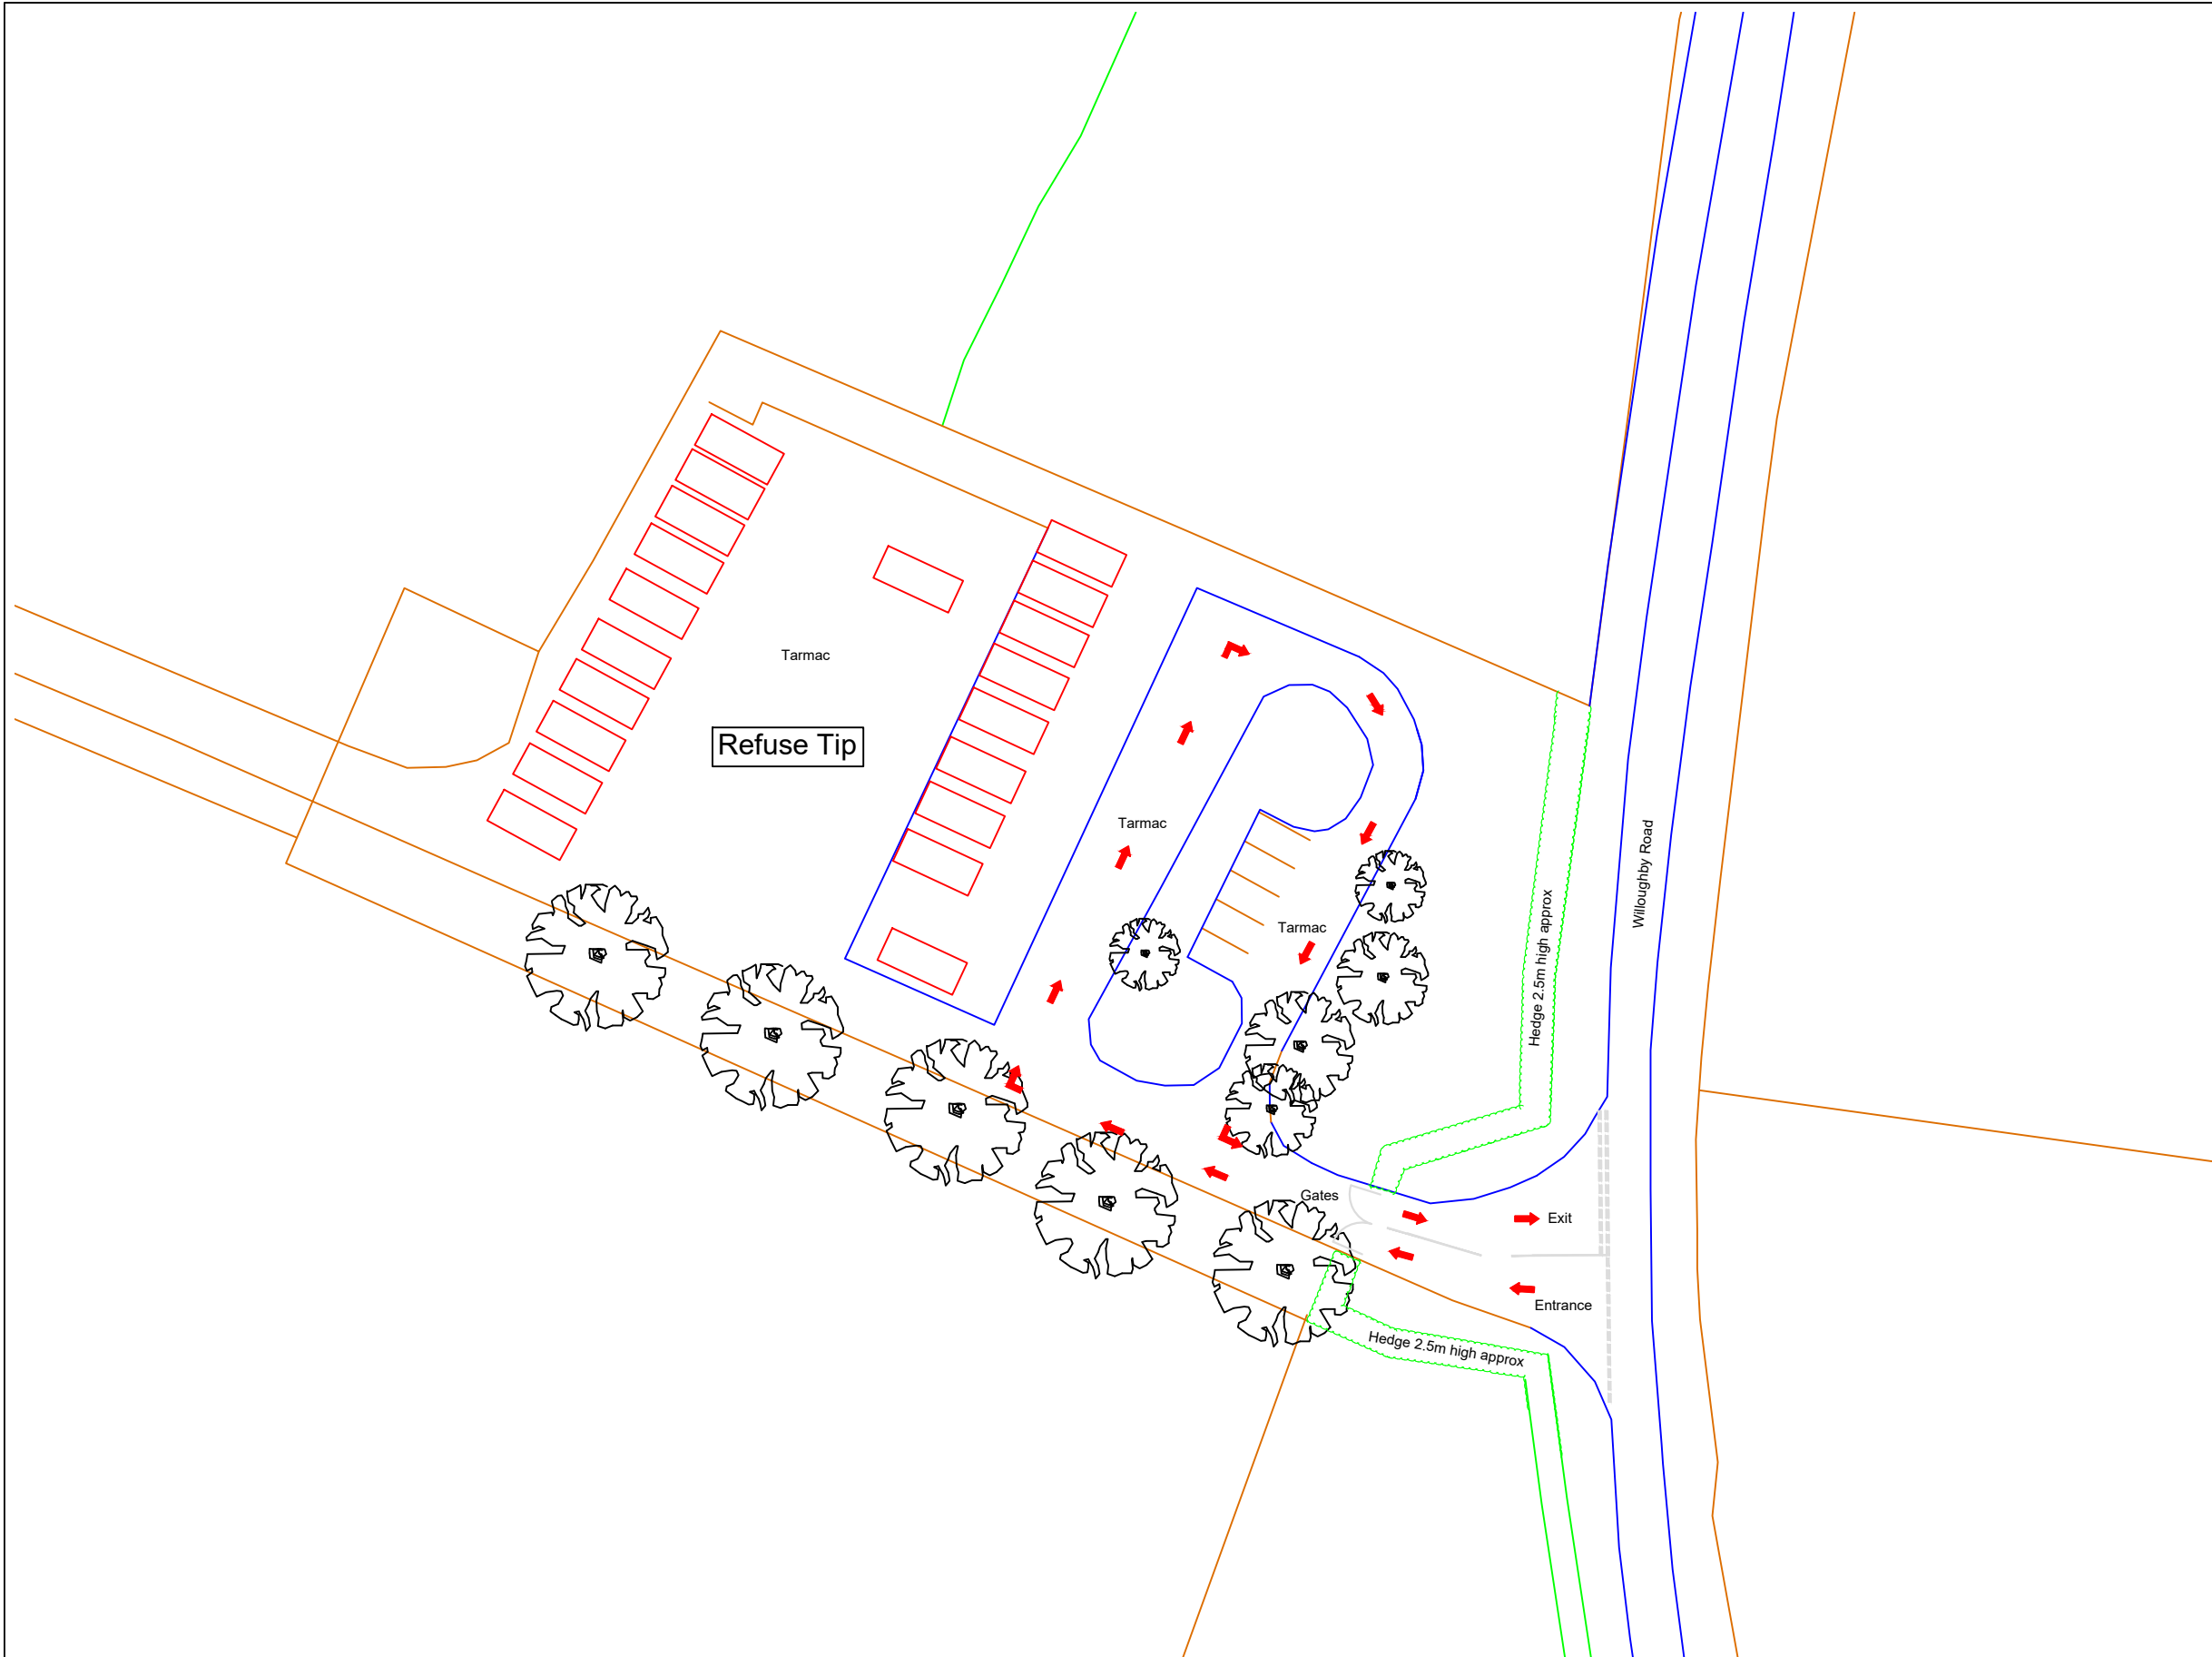 Tarmac
Refuse Tip
Tarmac
Tarmac
Willoughby Road
Hedge 2.5m high approx
Gates
Exit
Entrance
Hedge 2.5m high approx